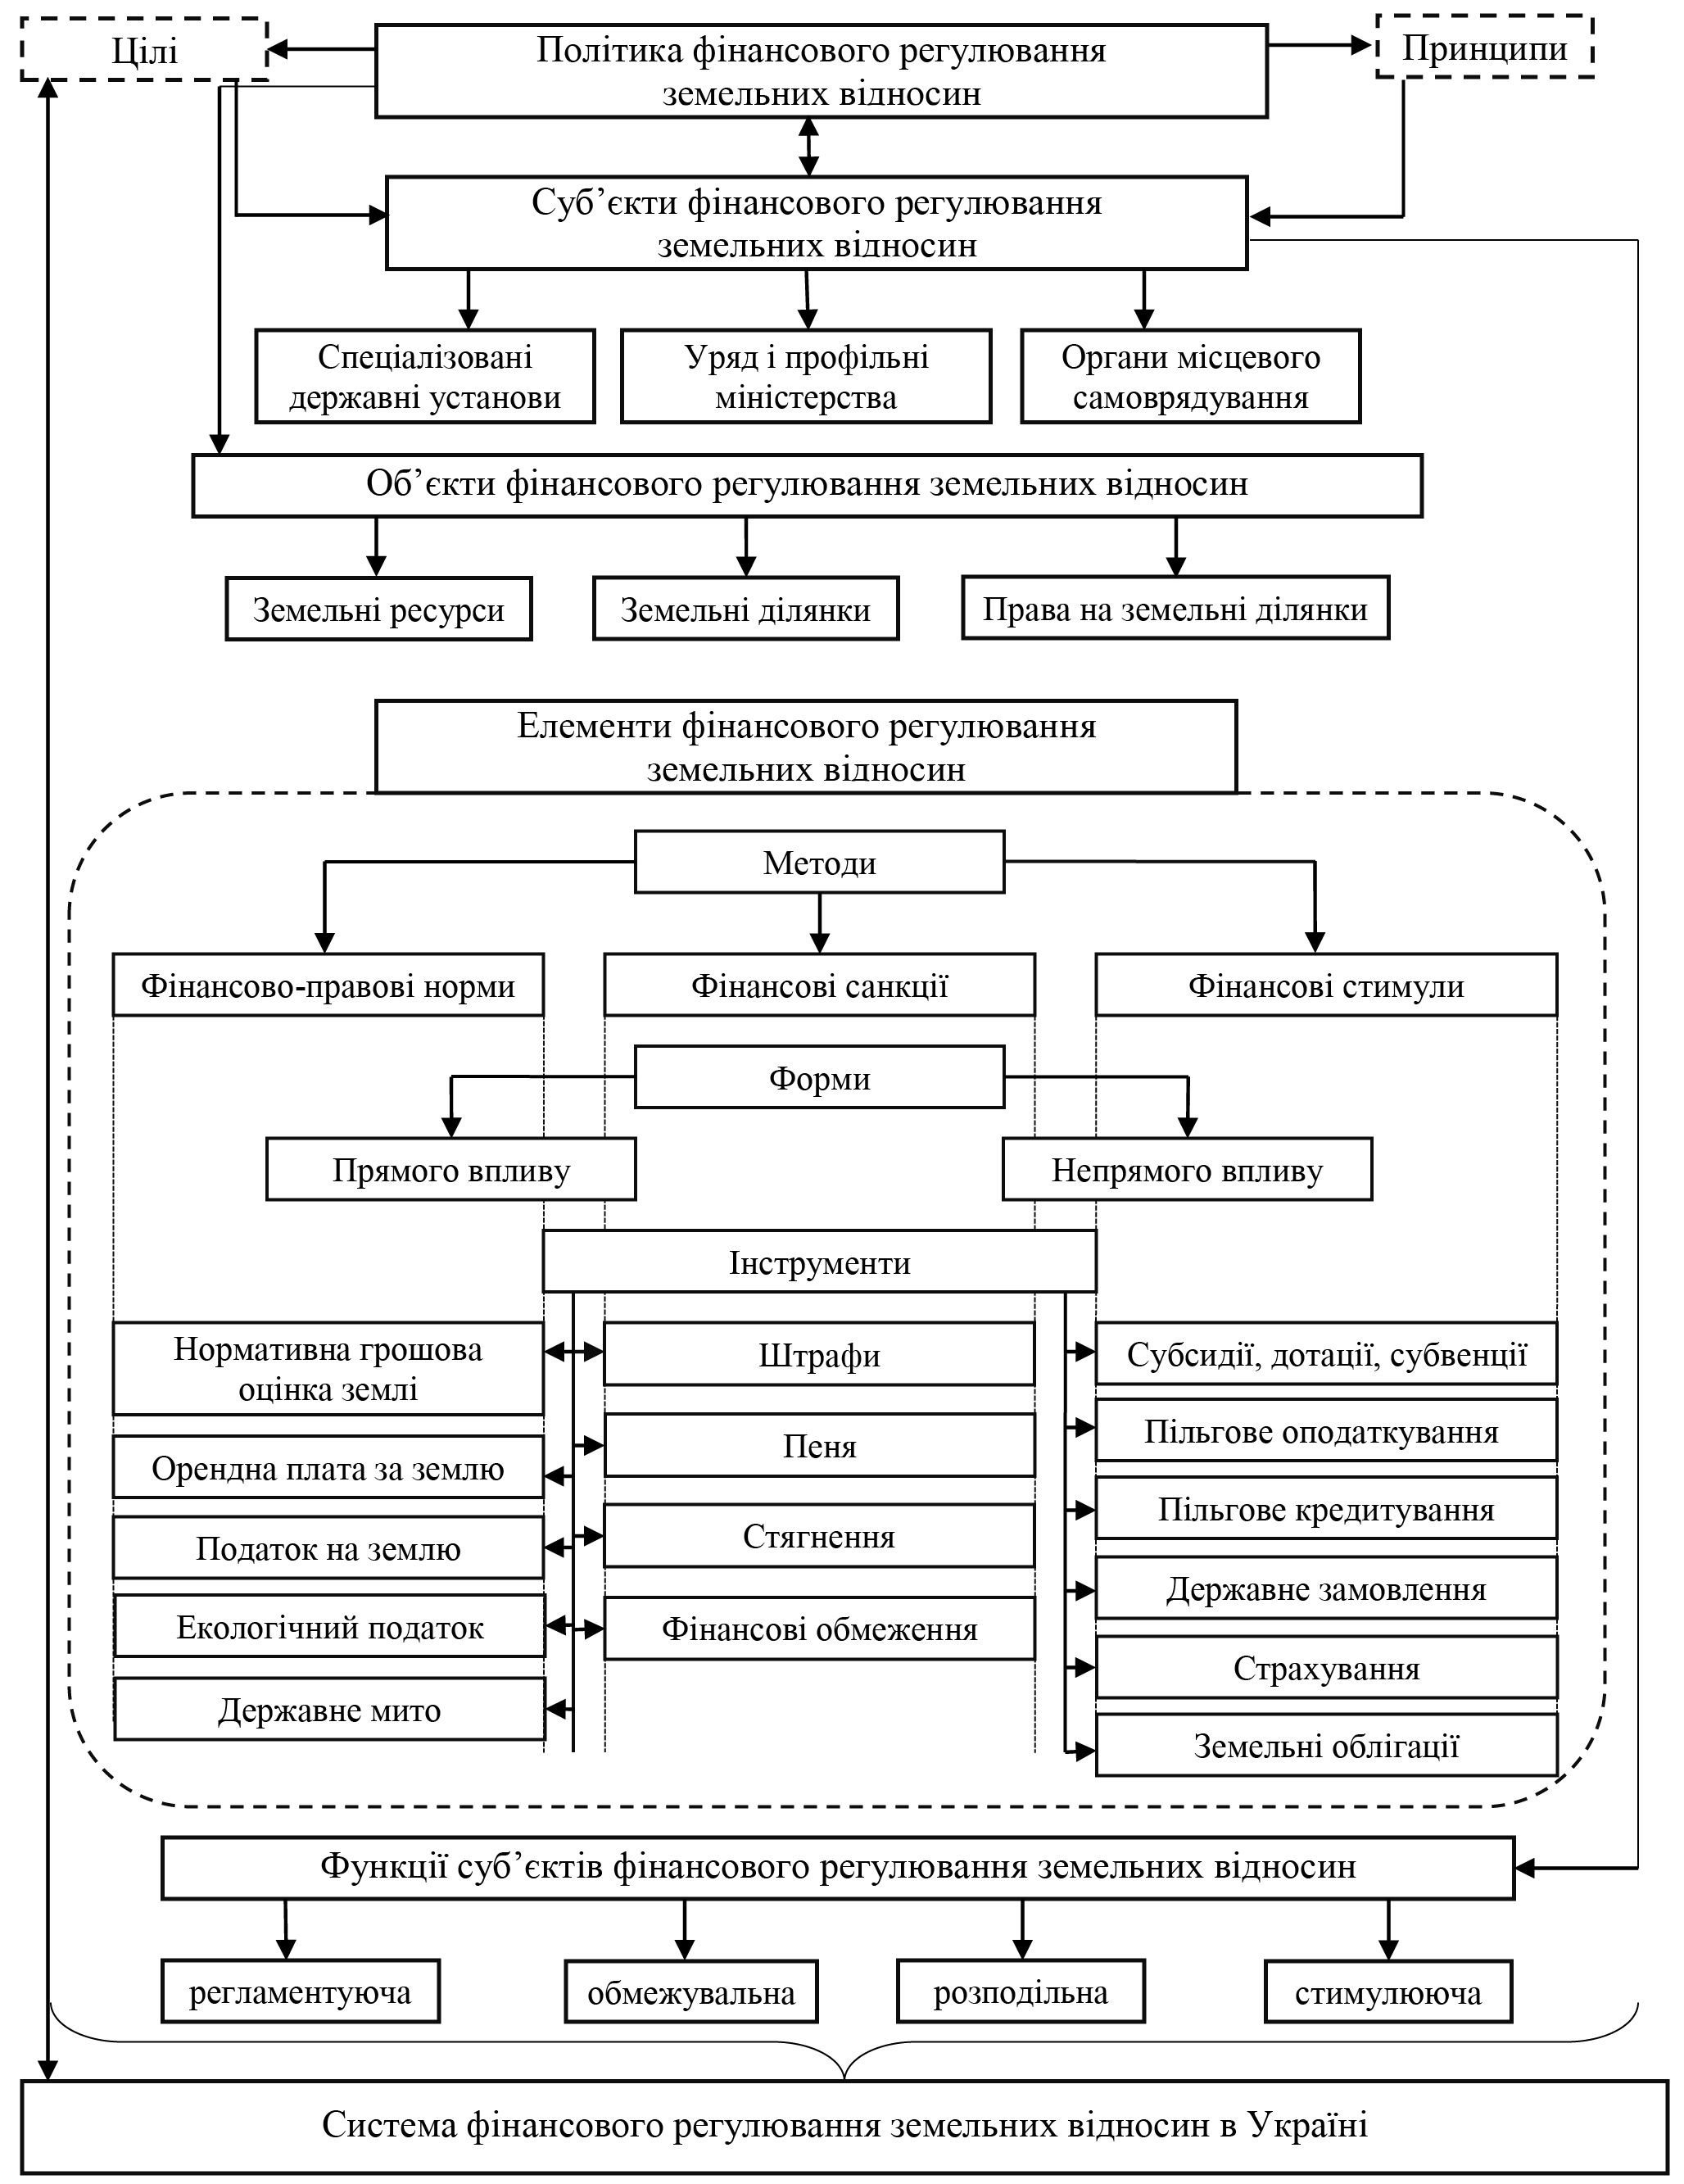 Цілі
Політика фінансового регулювання
земельних відносин
Принципи
Суб’єкти фінансового регулювання
земельних відносин
Спеціалізовані
державні установи
Уряд і профільні
міністерства
Органи місцевого
самоврядування
Об’єкти фінансового регулювання земельних відносин
Земельні ресурси
Земельні ділянки
Права на земельні ділянки
Елементи фінансового регулювання
земельних відносин
Методи
Фінансово-правові норми
Фінансові санкції
Фінансові стимули
Форми
Прямого впливу
Непрямого впливу
Інструменти
Нормативна грошова
оцінка землі
Орендна плата за землю
Податок на землю
Екологічний податок
Державне мито
Штрафи
Пеня
Стягнення
Фінансові обмеження
Субсидії, дотації, субвенції
Пільгове оподаткування
Пільгове кредитування
Державне замовлення
Страхування
Земельні облігації
Функції суб’єктів фінансового регулювання земельних відносин
регламентуюча
обмежувальна
розподільна
стимулююча
Система фінансового регулювання земельних відносин в Україні